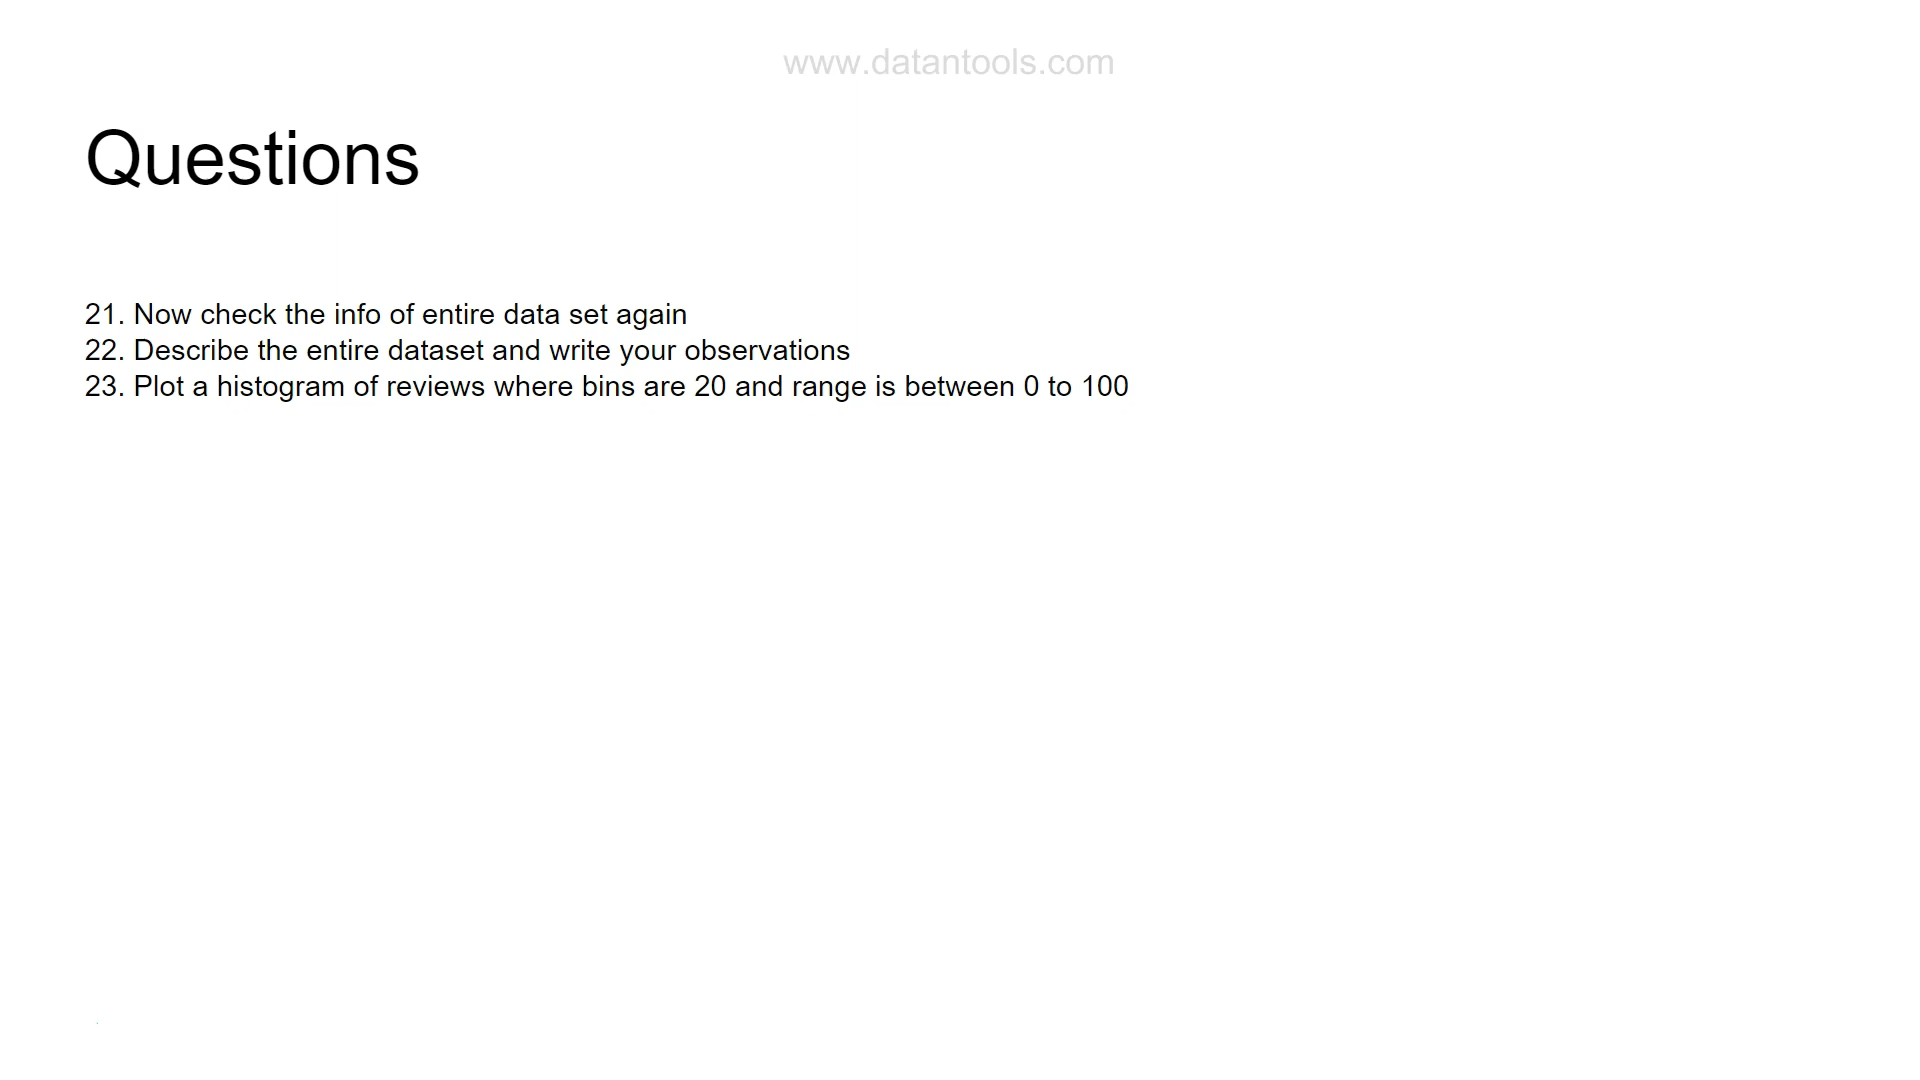 www.datantools.com
Questions
21. Now check the info of entire data set again
22. Describe the entire dataset and write your observations
23. Plot a histogram of reviews where bins are 20 and range is between 0 to 100